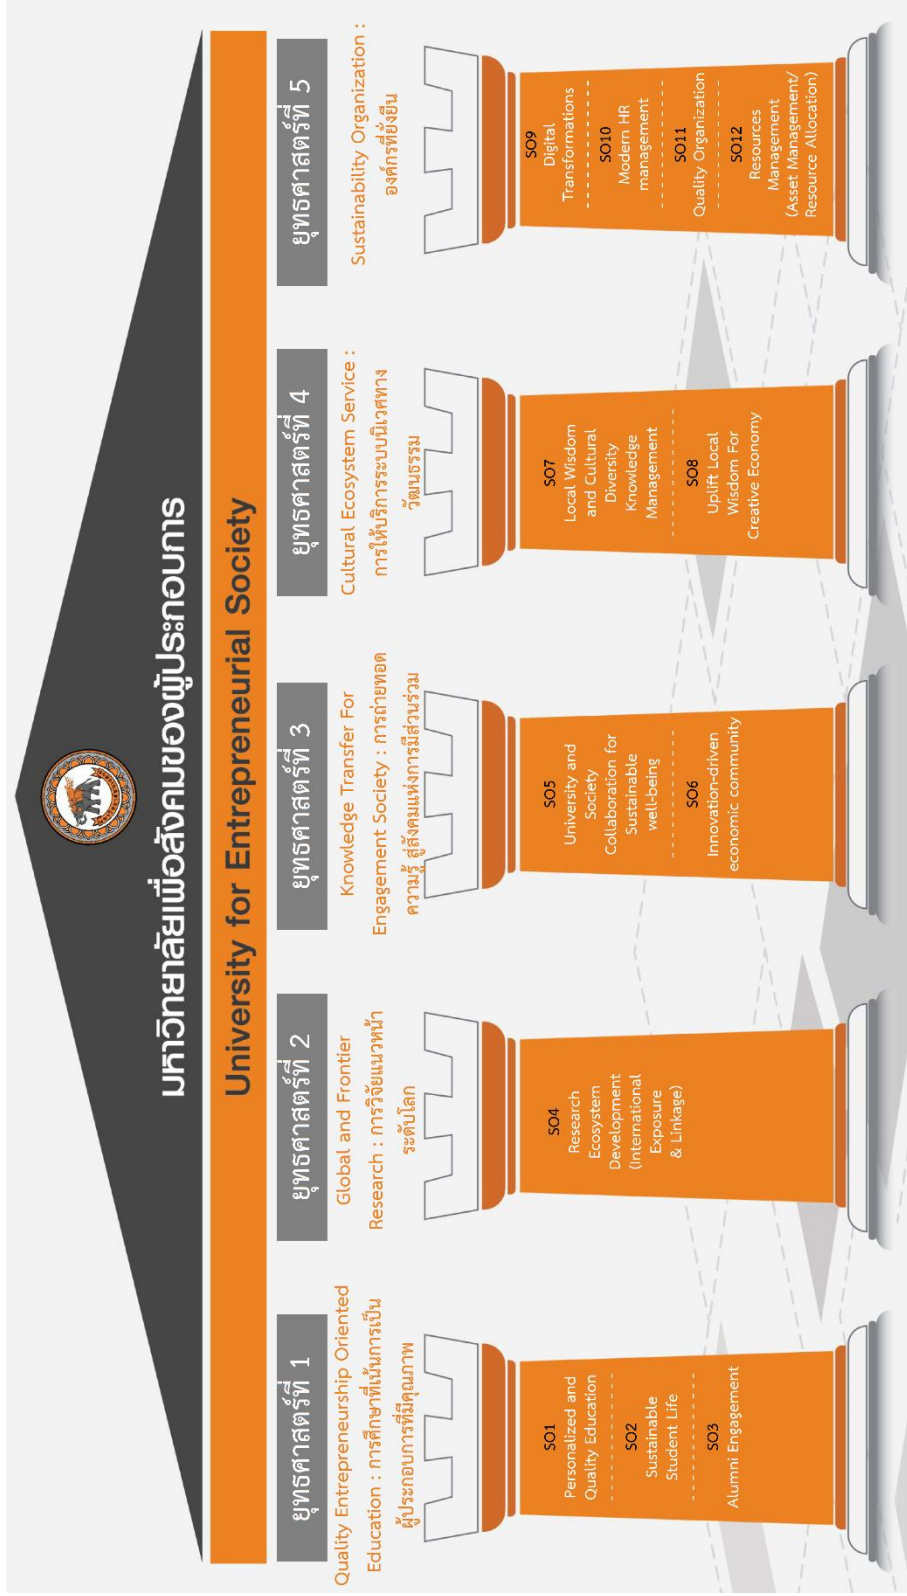 มหาวิทยาลัยเพื่อสังคมของผู้ประกอบการ
University for Entrepreneurial Society
ยุทธศาสตร์ที่ 1
Quality Entrepreneurship Oriented
Education : การศึกษาที่เน้นการเป็น
ผู้ประกอบการที่มีคุณภาพ
SO1
Personalized and
Quality Education
SO2
Sustainable
Student Life
SO3
Alumni Engagement
ยุทธศาสตร์ที่ 2
Global and Frontier
Research : การวิจัยแนวหน้า
ระดับโลก
SO4
Research
Ecosystem
Development
(International
Exposure
& Linkage)
ยุทธศาสตร์ที่ 3
Knowledge Transfer For
Engagement Society : การถ่ายทอด
ความรู้ สู่สังคมแห่งการมีส่วนร่วม
SO5
University and
Society
Collaboration for
Sustainable
well-being
SO6
Innovation-driven
economic community
ยุทธศาสตร์ที่ 4
Cultural Ecosystem Service :
การให้บริการระบบนิเวศทาง
วัฒนธรรม
SO7
Local Wisdom
and Cultural
Diversity
Knowledge
Management
SO8
Uplift Local
Wisdom For
Creative Economy
ยุทธศาสตร์ที่ 5
Sustainability Organization :
องค์กรที่ยั่งยืน
SO9
Digital
Transformations
SO10
Modern HR
management
SO11
Quality Organization
SO12
Resources
Management
(Asset Management/
Resource Allocation)